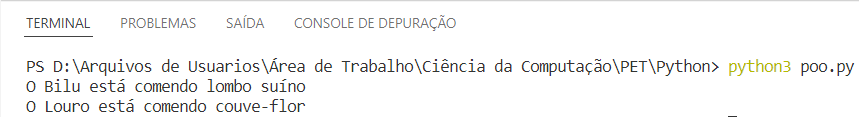 TERMINAL PROBLEMAS SAÍDA CONSOLE DE DEPURAÇÃO
PS D:\Arquivos de Usuarios\Área de Trabalho\Ciência da Computação\PET\Python> python3 poo.py
O Bilu está comendo lombo suíno
O Louro está comendo couve-flor